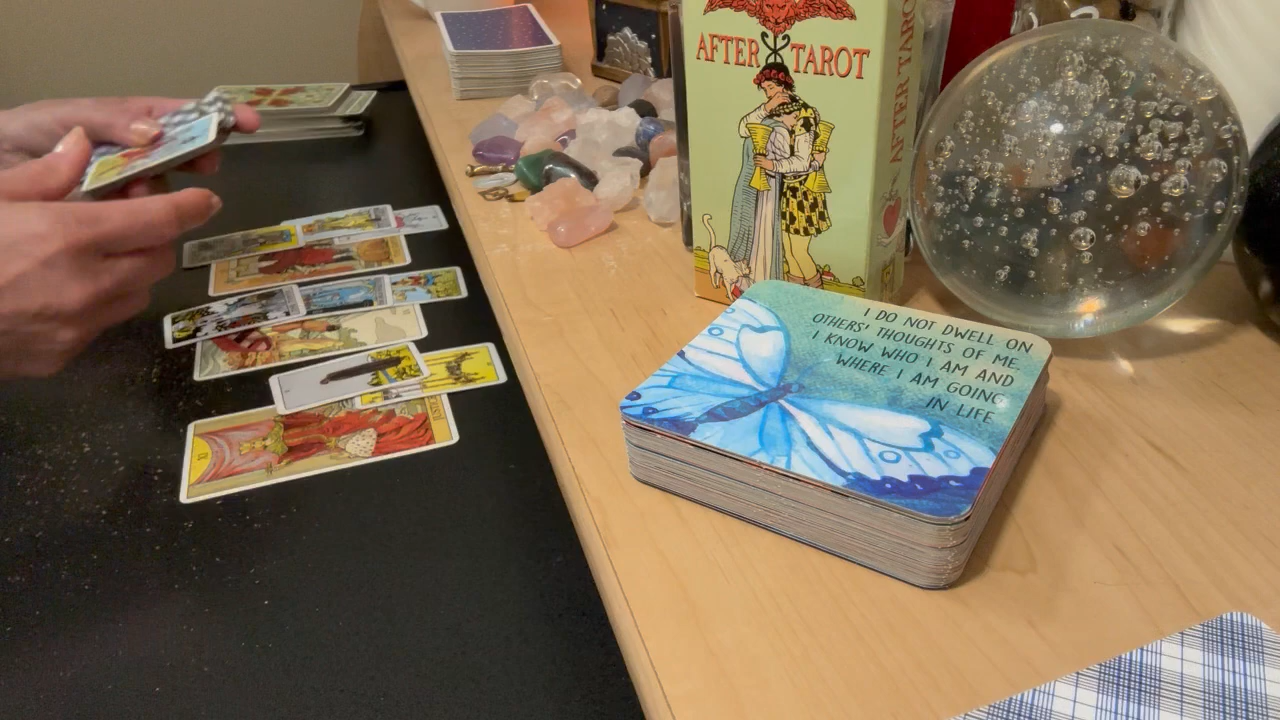 AFTER TAROT
AFTER TAROT
I DO NOT DWELL ON
OTHERS' THOUGHTS OF ME.
I KNOW WHO I AM AND
WHERE I AM GOING
IN LIFE